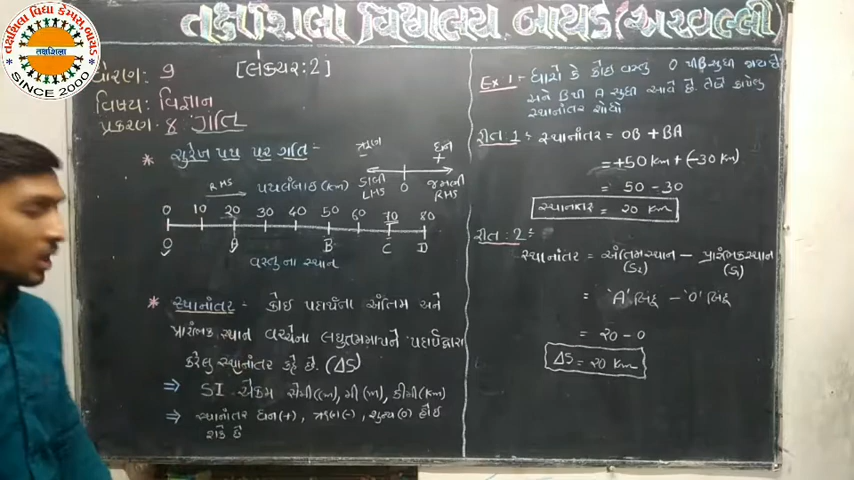 તક્ષશિલા વિદ્યાલય બાયડ (અરવલ્લી)
તક્ષશિલા વિદ્યા કેમ્પસ બાયડ
તક્ષશિલા
SINCE 2000
ધોરણ: 9
[લેક્ચર:2]
વિષય: વિજ્ઞાન
પ્રકરણ: 8 ગતિ
* સુરેખ પથ પર ગતિ :-
ઋણ ધન
- +
ડાબી 0 જમણી
LHS RHS
RHS પથલંબાઈ (km)
0 10 20 30 40 50 60 70 80
O A B C D
વસ્તુ ના સ્થાન
* સ્થાનાંતર :- કોઈ પદાર્થના અંતિમ અને
પ્રારંભિક સ્થાન વચ્ચેના લઘુત્તમ માપને પદાર્થ દ્વારા
કરેલુ સ્થાનાંતર કહે છે. (ΔS)
⇒ SI એકમ સેમી (cm), મી (m), કીમી (km)
⇒ સ્થાનાંતર ધન (+), ઋણ (-), શૂન્ય (0) હોઈ
શકે છે
Ex 1 :- ધારો કે કોઈ વસ્તુ O થી B સુધી જાય છે
અને B થી A સુધી આવે છે. તેણે કાપેલુ
સ્થાનાંતર શોધો
રીત : 1 : સ્થાનાંતર = OB + BA
= +50 km + (-30 km)
= 50 - 30
સ્થાનાંતર = 20 km
રીત : 2 :
સ્થાનાંતર = અંતિમ સ્થાન - પ્રારંભિક સ્થાન
(S₂) (S₁)
= 'A' બિંદુ - 'O' બિંદુ
= 20 - 0
ΔS = 20 km